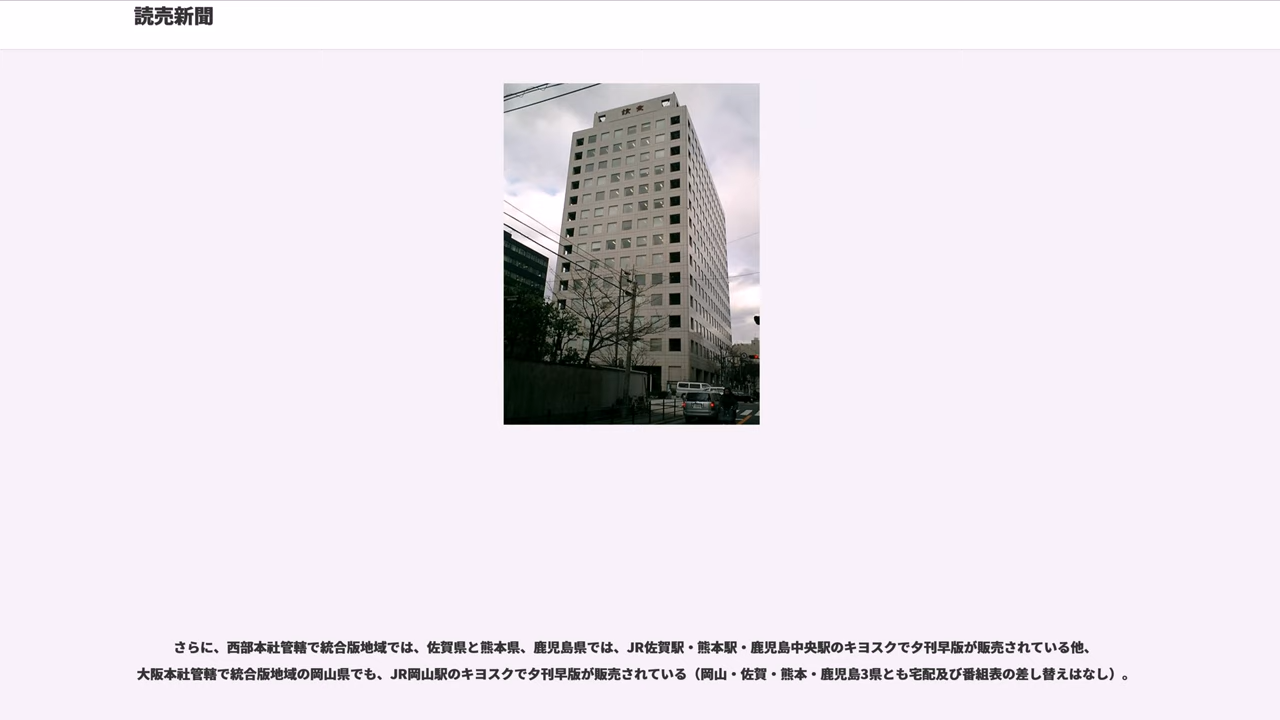 読売新聞
さらに、西部本社管轄で統合版地域では、佐賀県と熊本県、鹿児島県では、JR佐賀駅・熊本駅・鹿児島中央駅のキヨスクで夕刊早版が販売されている他、
大阪本社管轄で統合版地域の岡山県でも、JR岡山駅のキヨスクで夕刊早版が販売されている（岡山・佐賀・熊本・鹿児島3県とも宅配及び番組表の差し替えはなし）。